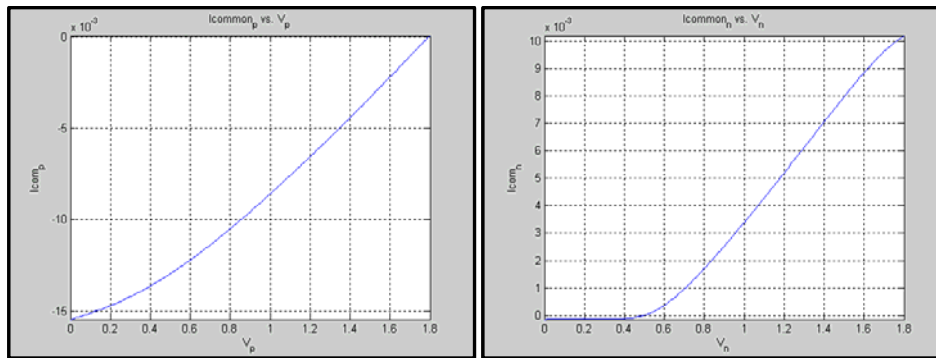 Icommon_p vs. V_p
x 10^-3
0
-5
-10
-15
Icom_p
0 0.2 0.4 0.6 0.8 1 1.2 1.4 1.6 1.8
V_p
Icommon_n vs. V_n
x 10^-3
10
9
8
7
6
5
4
3
2
1
0
Icom_n
0 0.2 0.4 0.6 0.8 1 1.2 1.4 1.6 1.8
V_n